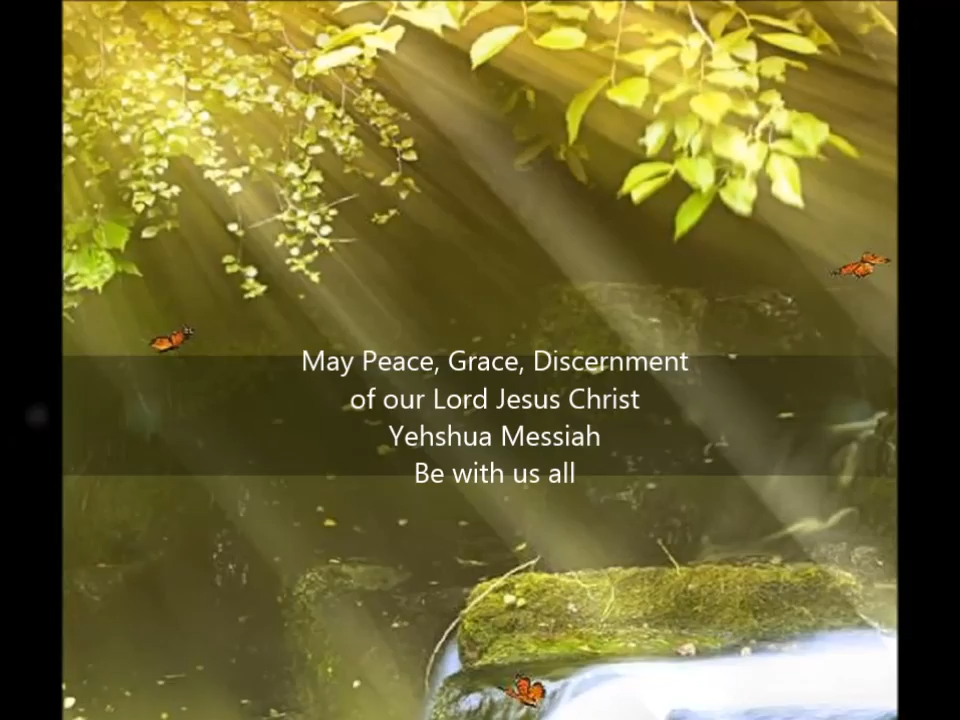 May Peace, Grace, Discernment
of our Lord Jesus Christ
Yehshua Messiah
Be with us all